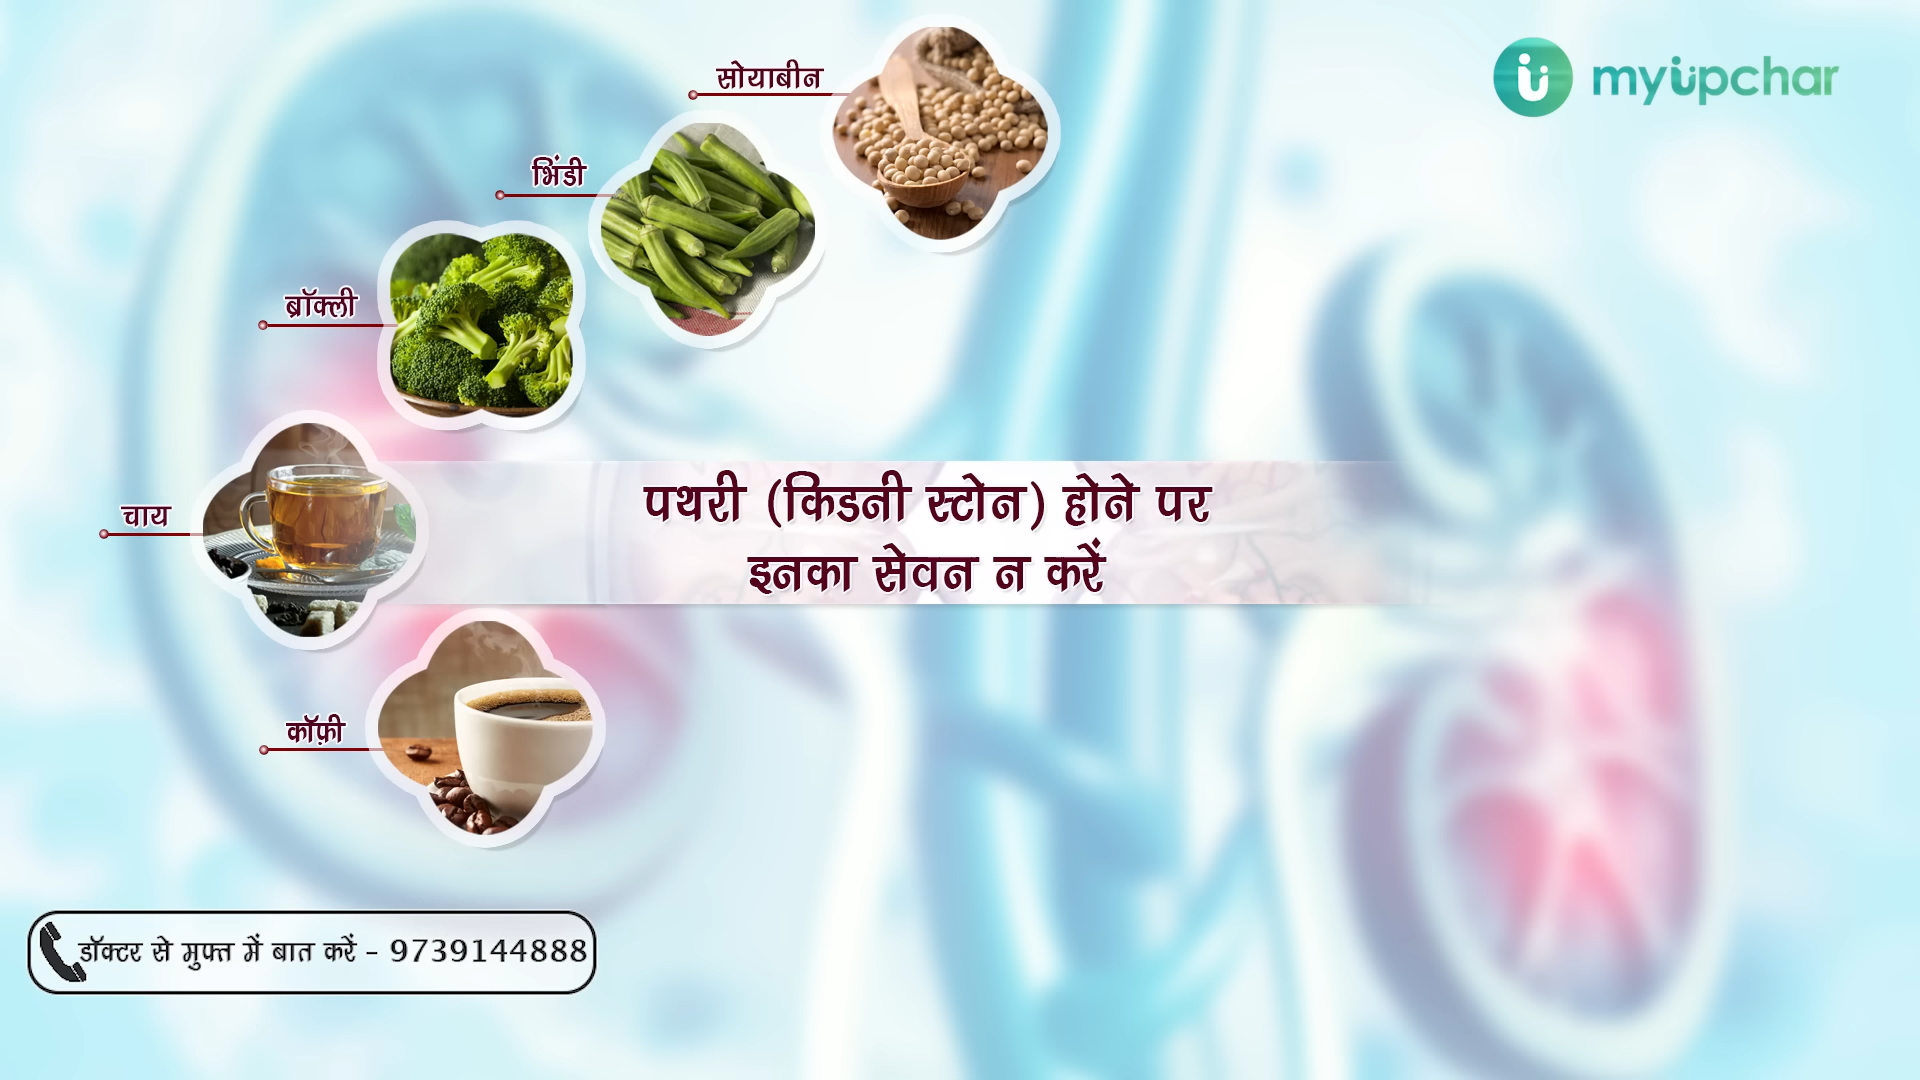 सोयाबीन
myUpchar
भिंडी
ब्रॉक्ली
चाय
पथरी (किडनी स्टोन) होने पर
इनका सेवन न करें
कॉफ़ी
डॉक्टर से मुफ्त में बात करें - 9739144888